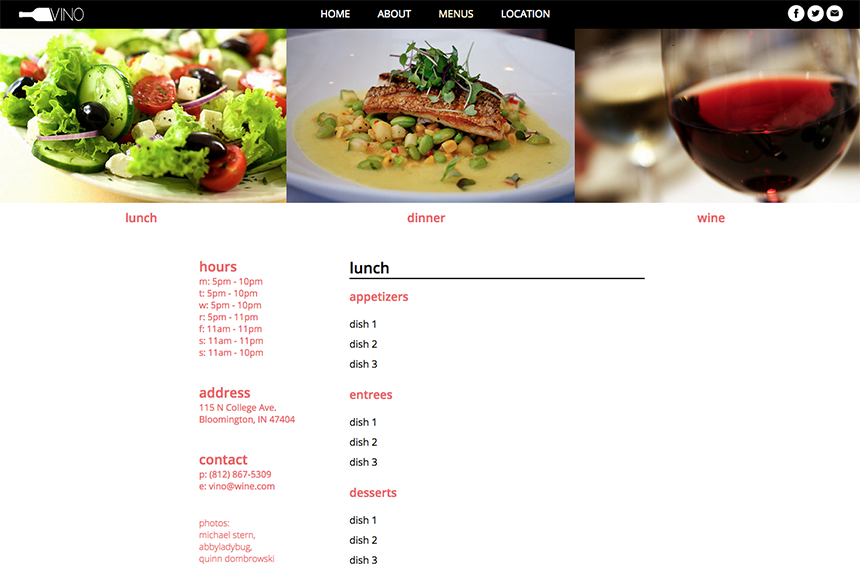 VINO
HOME ABOUT MENUS LOCATION
lunch
dinner
wine
hours
m: 5pm - 10pm
t: 5pm - 10pm
w: 5pm - 10pm
r: 5pm - 11pm
f: 11am - 11pm
s: 11am - 11pm
s: 11am - 10pm
address
115 N College Ave.
Bloomington, IN 47404
contact
p: (812) 867-5309
e: vino@wine.com
photos:
michael stern,
abbyladybug,
quinn dombrowski
lunch
appetizers
dish 1
dish 2
dish 3
entrees
dish 1
dish 2
dish 3
desserts
dish 1
dish 2
dish 3